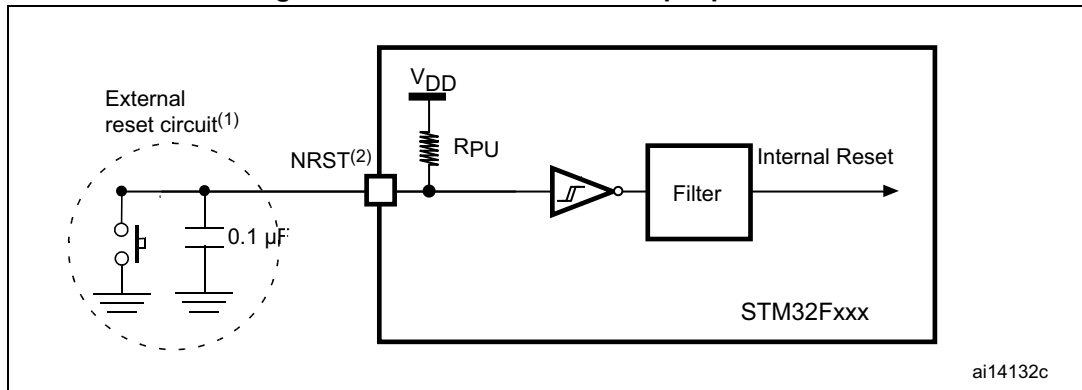 External
reset circuit(1)
VDD
RPU
NRST(2)
Internal Reset
Filter
0.1 μF
STM32Fxxx
ai14132c